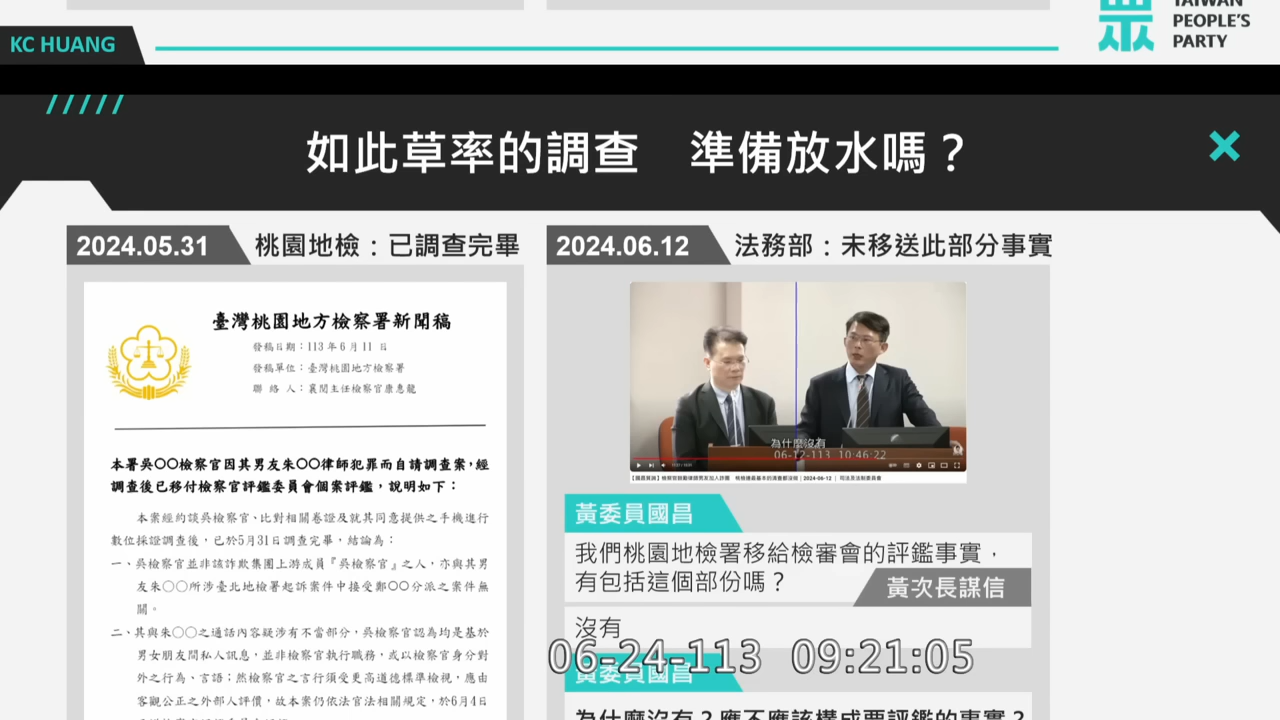 TAIWAN
PEOPLE'S
PARTY
KC HUANG
如此草率的調查　準備放水嗎？
2024.05.31 桃園地檢：已調查完畢
臺灣桃園地方檢察署新聞稿
發稿日期：113年6月11日
發稿單位：臺灣桃園地方檢察署
聯 絡 人：襄閱主任檢察官康惠龍
本署吳〇〇檢察官因其男友朱〇〇律師犯罪而自請調查案，經
調查後已移付檢察官評鑑委員會個案評鑑，說明如下：
本案經約談吳檢察官、比對相關卷證及就其同意提供之手機進行
數位採證調查後，已於5月31日調查完畢，結論為：
一、吳檢察官並非該詐欺集團上游成員『吳檢察官』之人，亦與其男
友朱〇〇所涉臺北地檢署起訴案件中接受鄭〇〇分派之案件無
關。
二、其與朱〇〇之通話內容疑涉有不當部分，吳檢察官認為均是基於
男女朋友間私人訊息，並非檢察官執行職務，或以檢察官身分對
外之行為、言語；然檢察官之言行須受更高道德標準檢視，應由
客觀公正之外部人評價，故本案仍依法官法相關規定，於6月4日
2024.06.12 法務部：未移送此部分事實
為什麼沒有
06-12-113 10:46:22
黃委員國昌
我們桃園地檢署移給檢審會的評鑑事實，
有包括這個部份嗎？
黃次長謀信
沒有
06-24-113 09:21:05
黃委員國昌
為什麼沒有？應不應該構成要評鑑的事實？